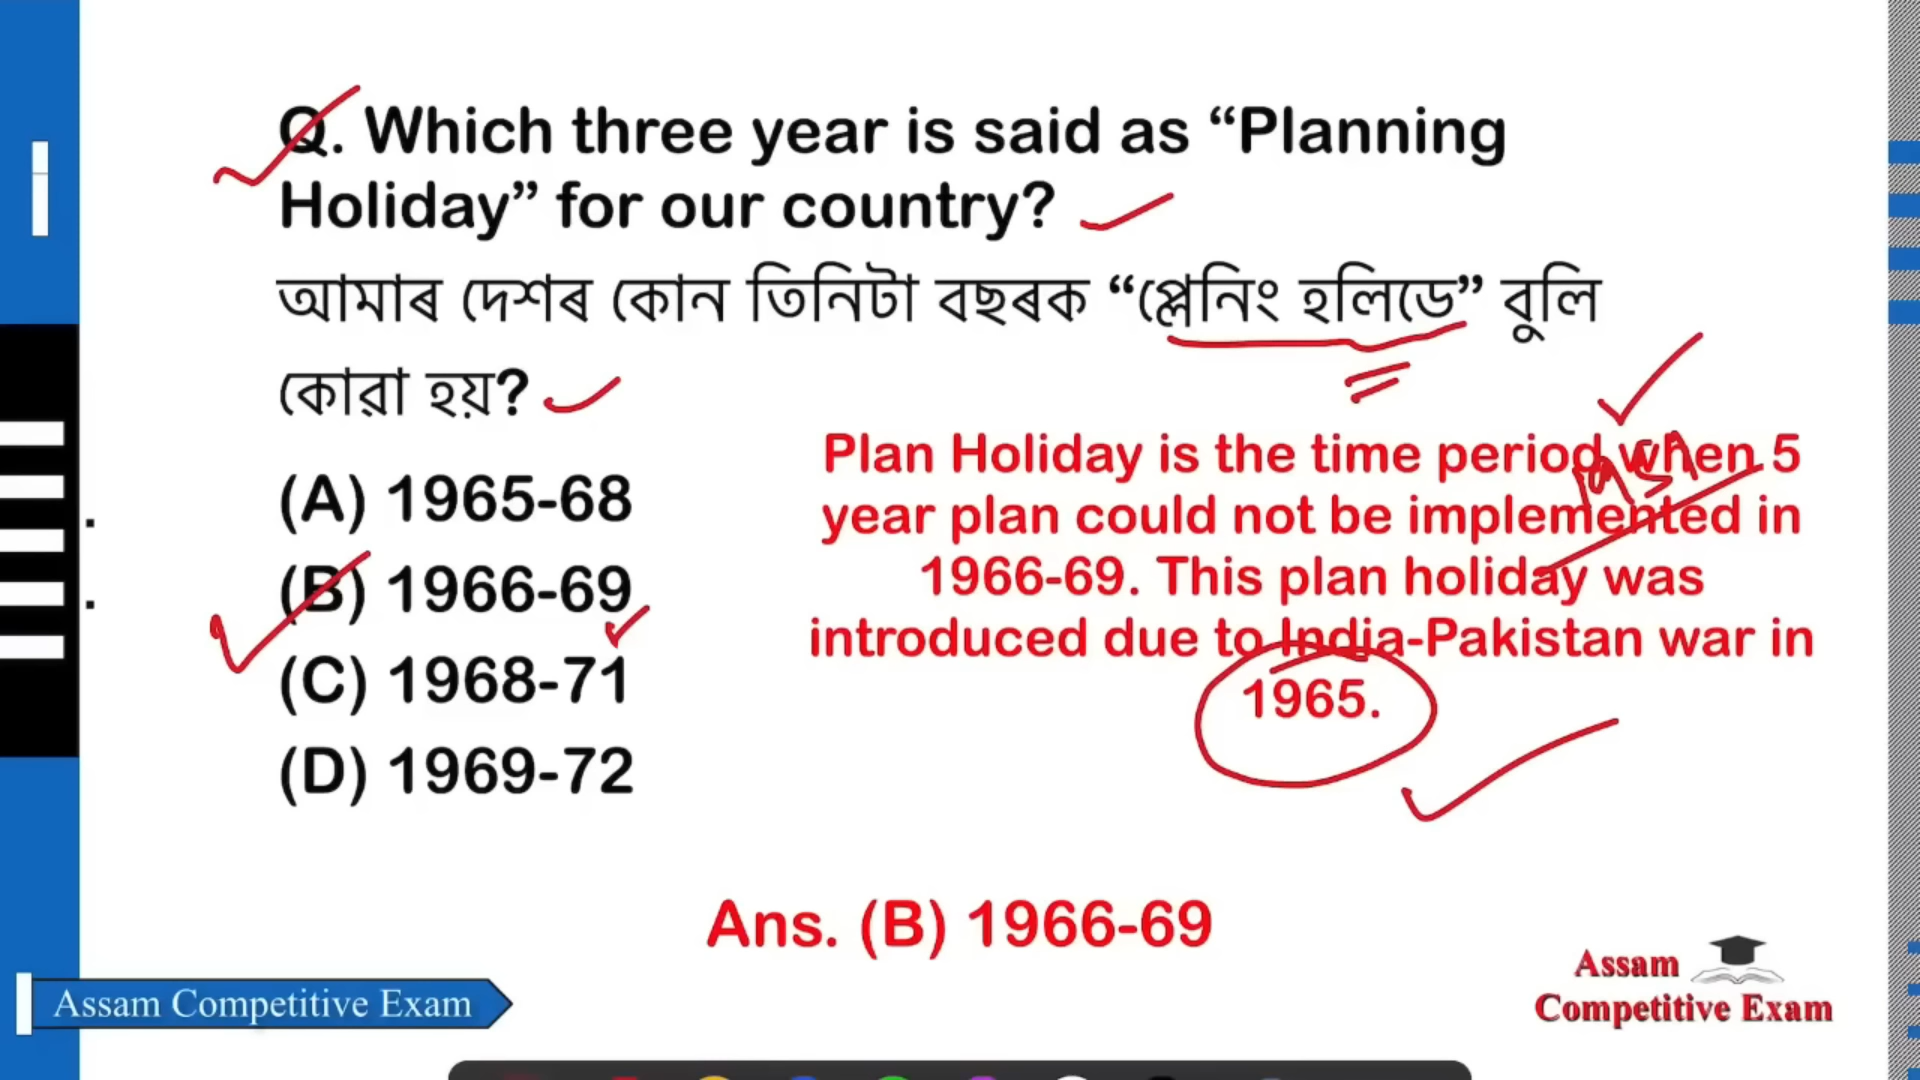 Q. Which three year is said as “Planning
Holiday” for our country?
আমাৰ দেশৰ কোন তিনিটা বছৰক “প্লেনিং হলিডে” বুলি
কোৱা হয়?
(A) 1965-68
(B) 1966-69
(C) 1968-71
(D) 1969-72
Plan Holiday is the time period when 5
year plan could not be implemented in
1966-69. This plan holiday was
introduced due to India-Pakistan war in
1965.
1951
Ans. (B) 1966-69
Assam Competitive Exam
Assam
Competitive Exam